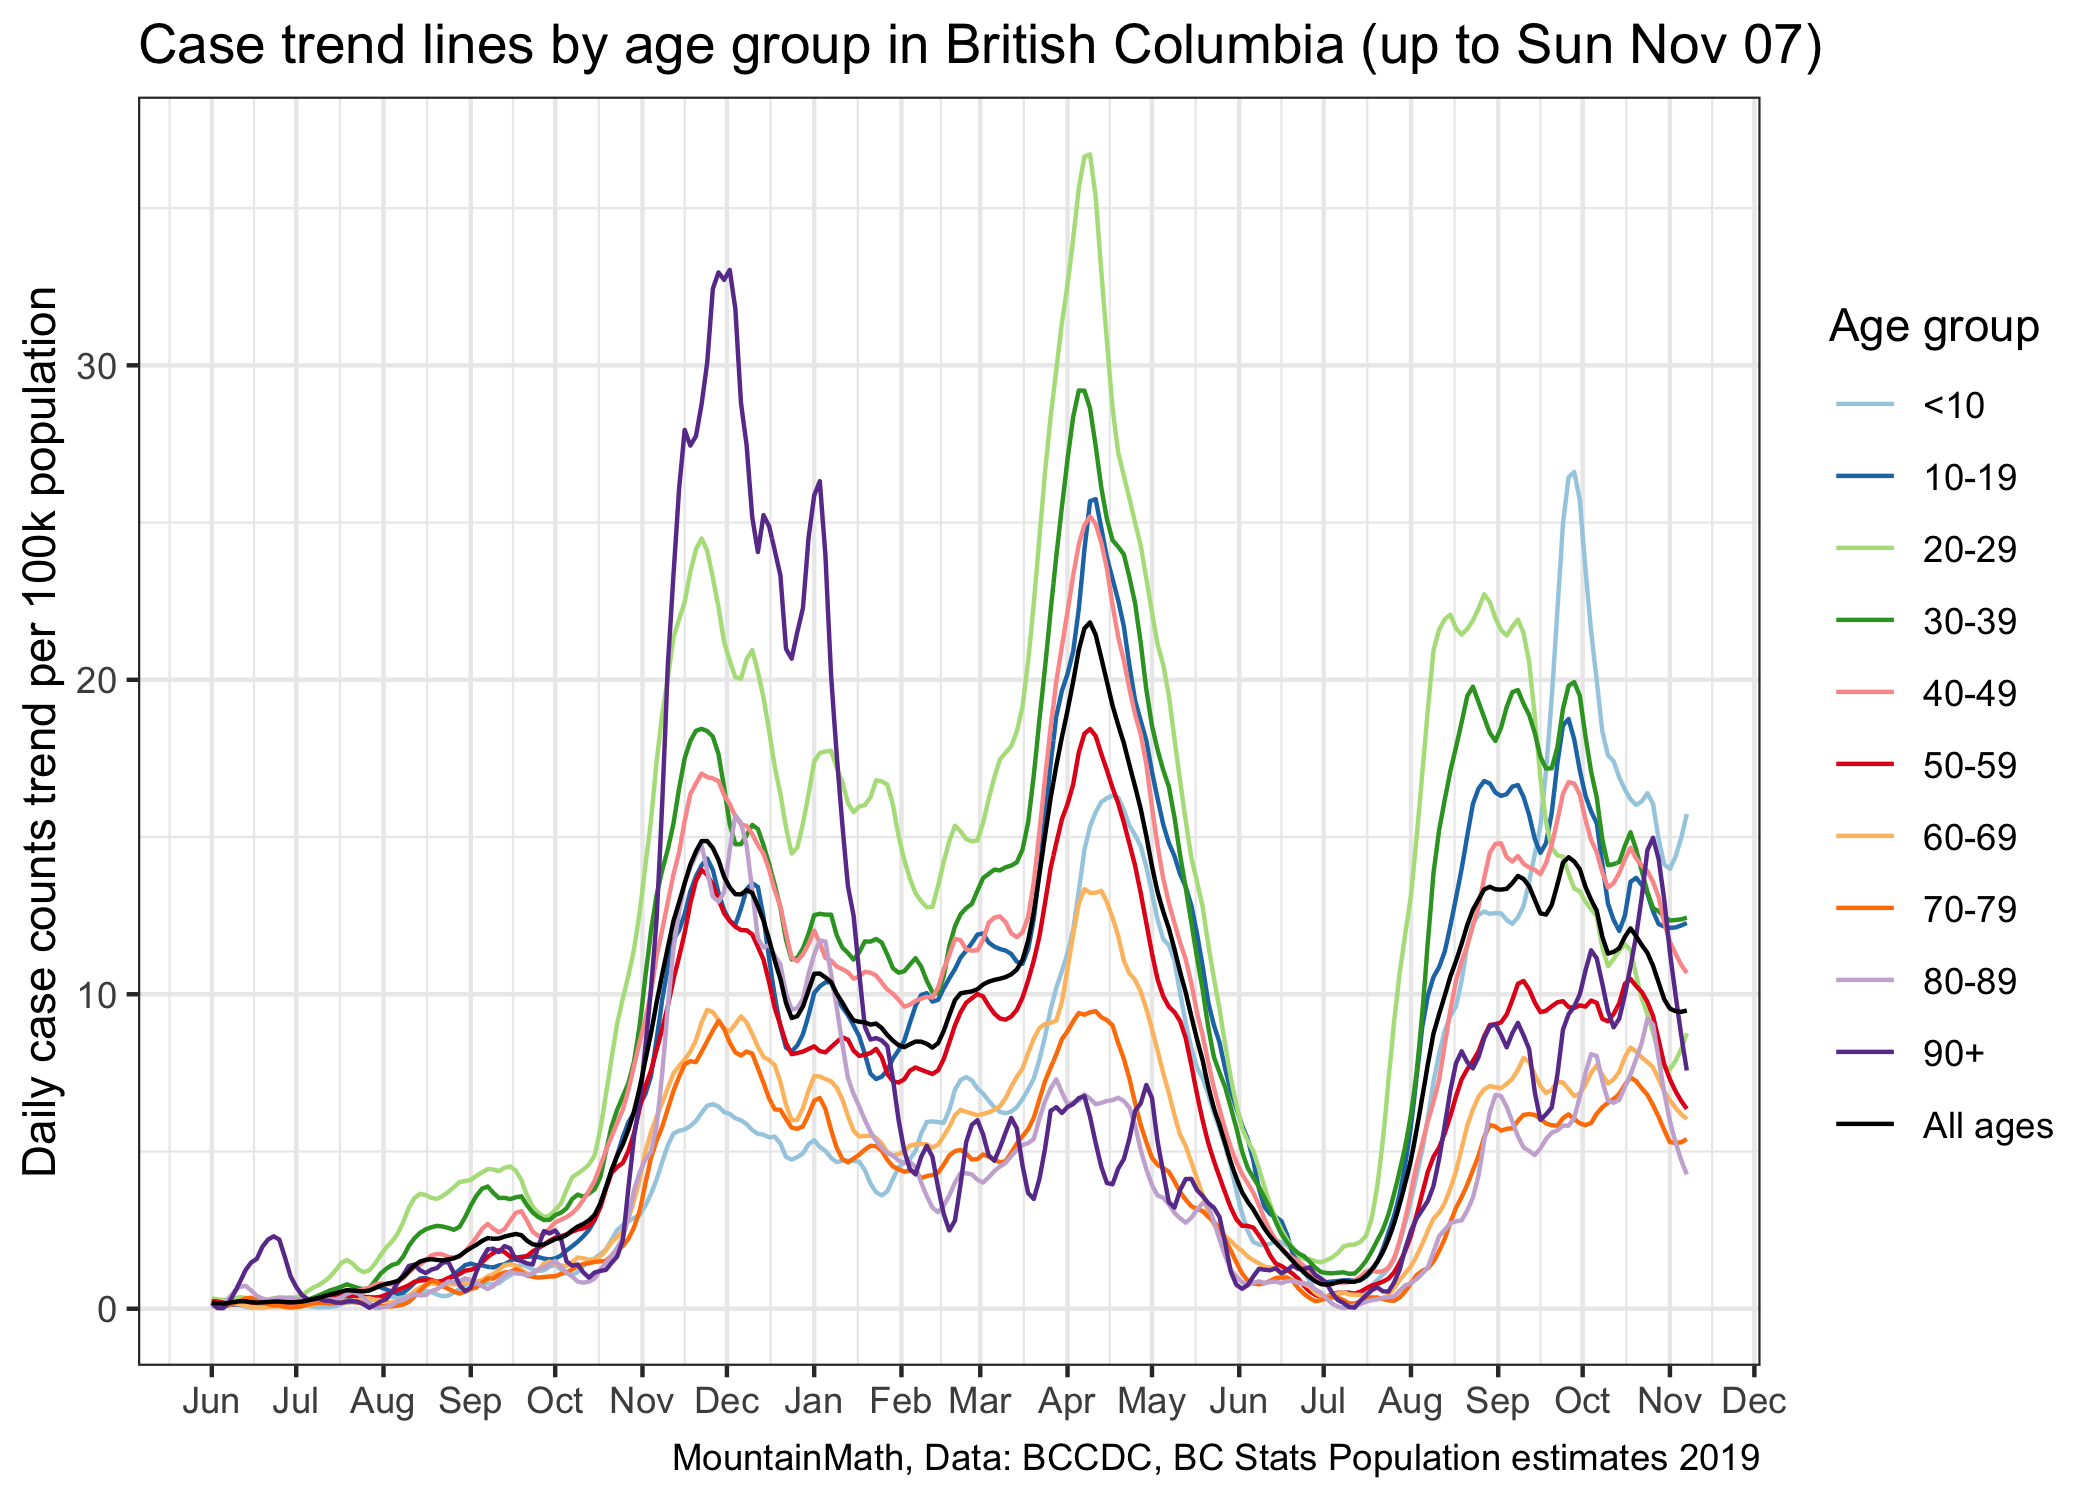 Case trend lines by age group in British Columbia (up to Sun Nov 07)
Daily case counts trend per 100k population
30
20
10
0
Jun Jul Aug Sep Oct Nov Dec Jan Feb Mar Apr May Jun Jul Aug Sep Oct Nov Dec
Age group
<10
10-19
20-29
30-39
40-49
50-59
60-69
70-79
80-89
90+
All ages
MountainMath, Data: BCCDC, BC Stats Population estimates 2019